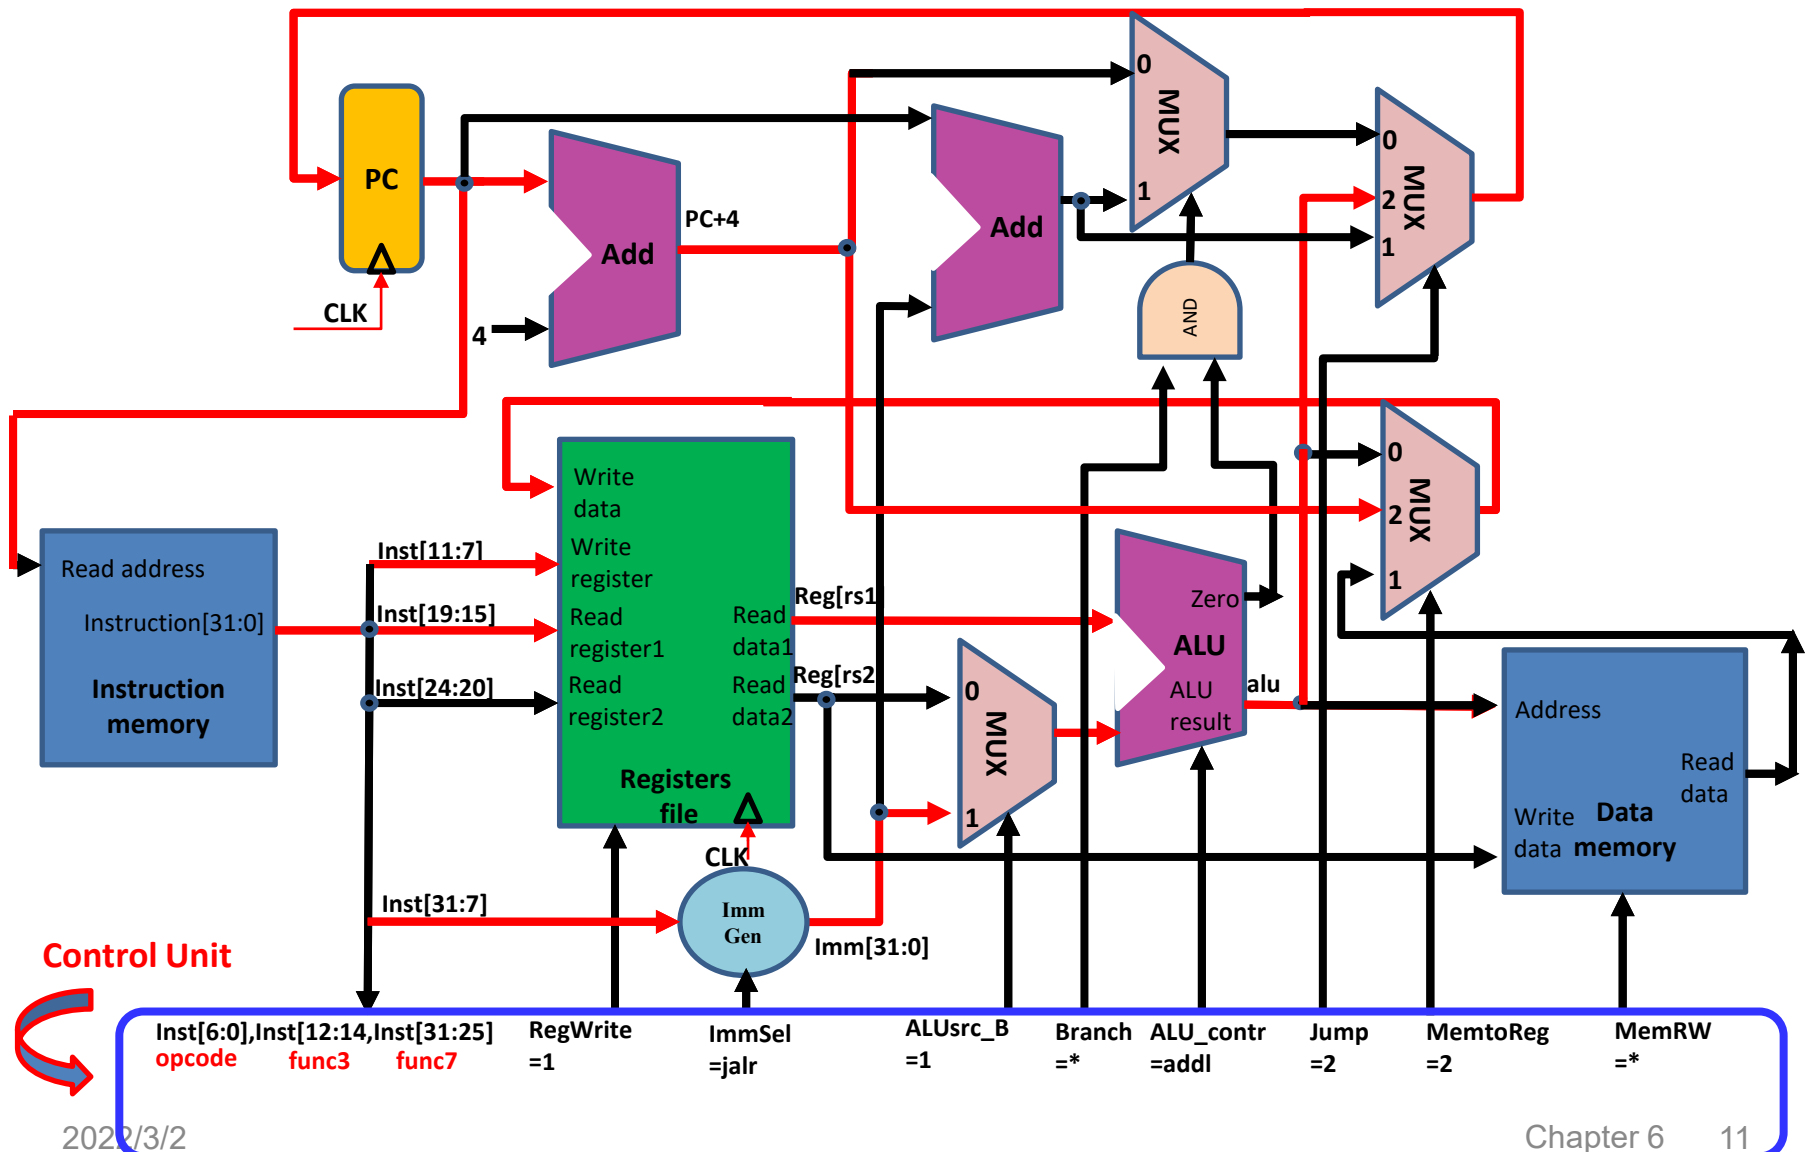 0
MUX
1
0
MUX
2
1
PC
CLK
PC+4
Add
4
Add
AND
Write
data
Write
register
Read
register1
Read
register2
Read
data1
Read
data2
Registers
file
CLK
Inst[11:7]
Inst[19:15]
Inst[24:20]
Inst[31:7]
Read address
Instruction[31:0]
Instruction
memory
Reg[rs1
Reg[rs2
0
MUX
1
Zero
ALU
ALU
result
alu
0
MUX
2
1
Address
Read
data
Write
data
Data
memory
Imm
Gen
Imm[31:0]
Control Unit
Inst[6:0],Inst[12:14,Inst[31:25]
opcode func3 func7
RegWrite
=1
ImmSel
=jalr
ALUsrc_B
=1
Branch
=*
ALU_contr
=addl
Jump
=2
MemtoReg
=2
MemRW
=*
2022/3/2
Chapter 6 11